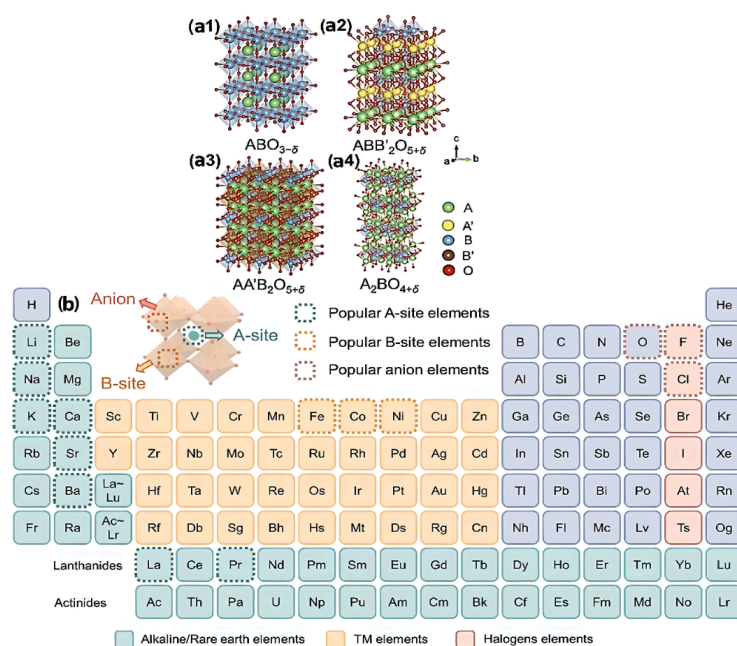 (a1)
(a2)
ABO3−δ
ABB'2O5+δ
(a3)
(a4)
c
a
b
A
A'
B
B'
O
AA'B2O5+δ
A2BO4+δ
H
(b)
Anion
A-site
B-site
Popular A-site elements
Popular B-site elements
Popular anion elements
He
Li Be B C N O F Ne
Na Mg Al Si P S Cl Ar
K Ca Sc Ti V Cr Mn Fe Co Ni Cu Zn Ga Ge As Se Br Kr
Rb Sr Y Zr Nb Mo Tc Ru Rh Pd Ag Cd In Sn Sb Te I Xe
Cs Ba La~ Lu Hf Ta W Re Os Ir Pt Au Hg Tl Pb Bi Po At Rn
Fr Ra Ac~ Lr Rf Db Sg Bh Hs Mt Ds Rg Cn Nh Fl Mc Lv Ts Og
Lanthanides La Ce Pr Nd Pm Sm Eu Gd Tb Dy Ho Er Tm Yb Lu
Actinides Ac Th Pa U Np Pu Am Cm Bk Cf Es Fm Md No Lr
Alkaline/Rare earth elements
TM elements
Halogens elements